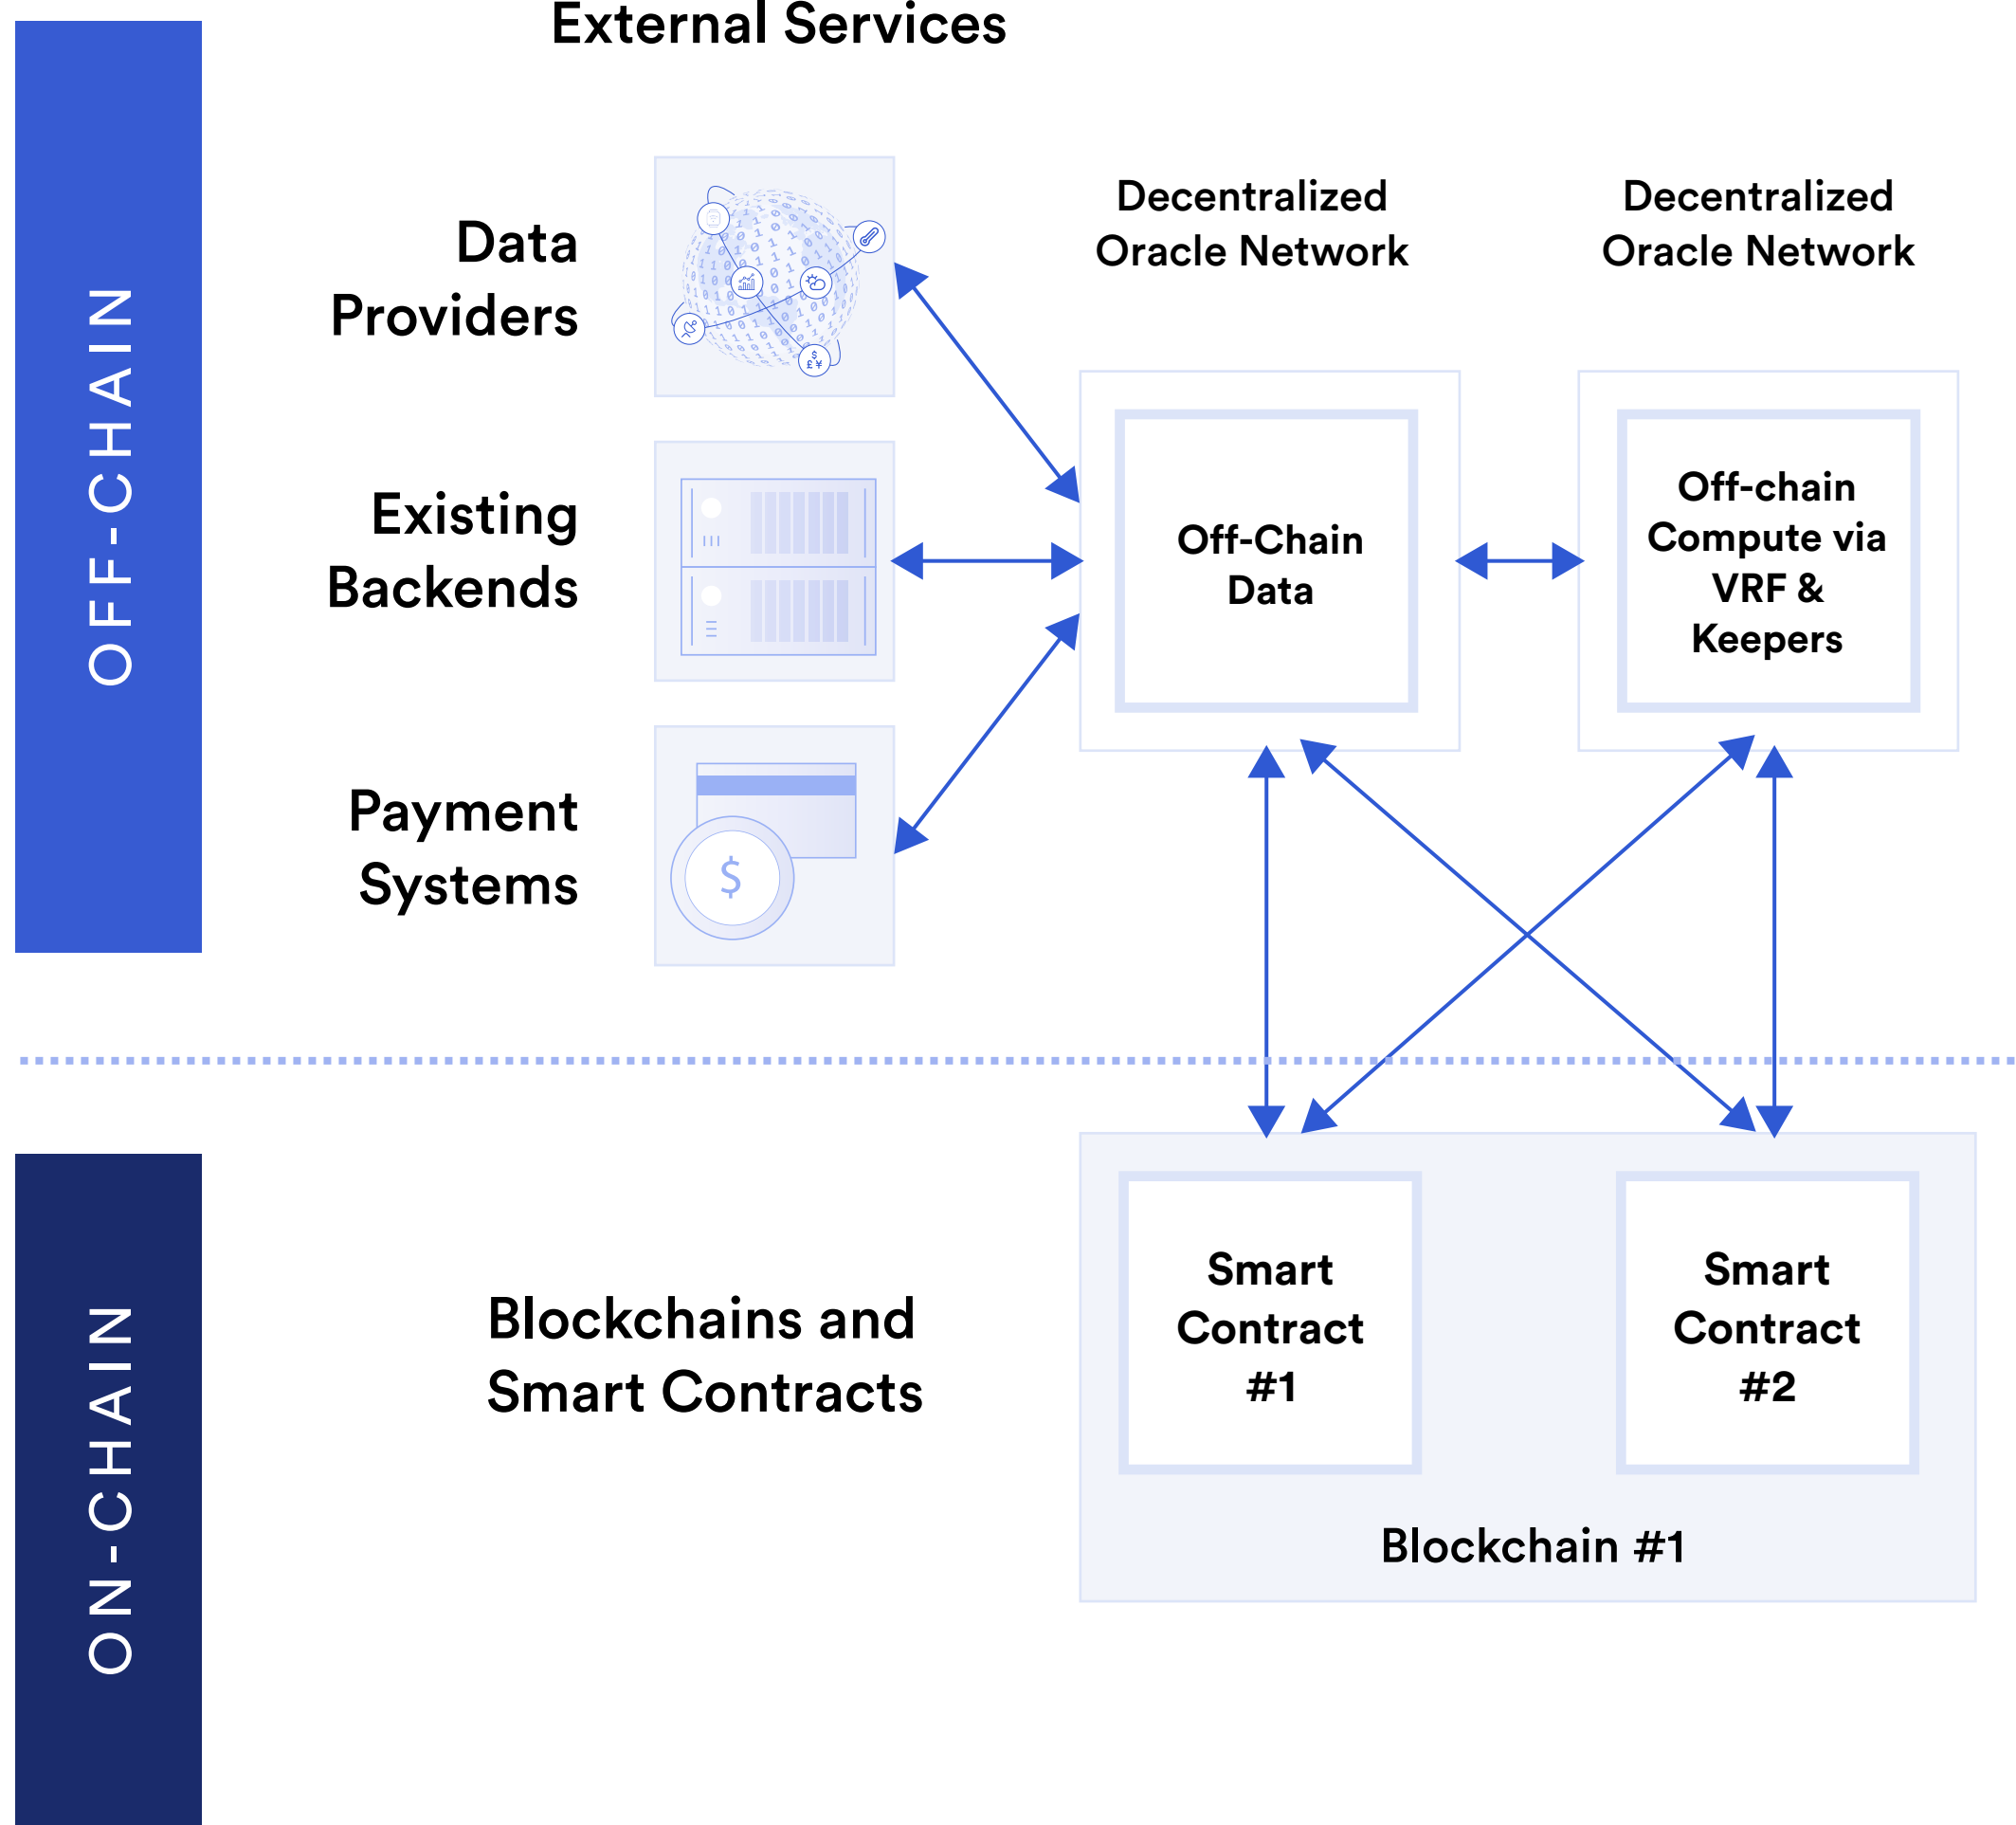 External Services
OFF-CHAIN
Data
Providers
Existing
Backends
Payment
Systems
Decentralized
Oracle Network
Off-Chain
Data
Decentralized
Oracle Network
Off-chain
Compute via
VRF &
Keepers
ON-CHAIN
Blockchains and
Smart Contracts
Smart
Contract
#1
Smart
Contract
#2
Blockchain #1